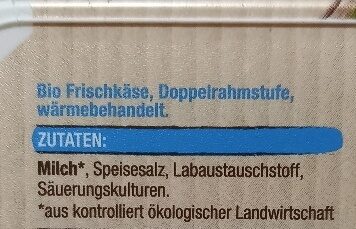 Bio Frischkäse, Doppelrahmstufe,
wärmebehandelt.
ZUTATEN:
Milch*, Speisesalz, Labaustauschstoff,
Säuerungskulturen.
*aus kontrolliert ökologischer Landwirtschaft